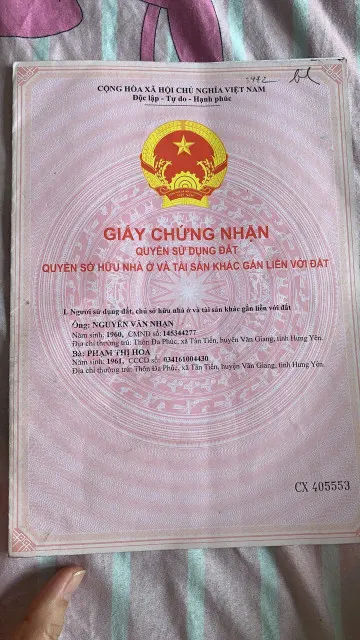 CỘNG HÒA XÃ HỘI CHỦ NGHĨA VIỆT NAM
Độc lập - Tự do - Hạnh phúc
GIẤY CHỨNG NHẬN
QUYỀN SỬ DỤNG ĐẤT
QUYỀN SỞ HỮU NHÀ Ở VÀ TÀI SẢN KHÁC GẮN LIỀN VỚI ĐẤT
I. Người sử dụng đất, chủ sở hữu nhà ở và tài sản khác gắn liền với đất
Ông: NGUYỄN VĂN NHẠN
Năm sinh: 1960, CMND số: 145344277
Địa chỉ thường trú: Thôn Đa Phúc, xã Tân Tiến, huyện Văn Giang, tỉnh Hưng Yên.
Bà: PHẠM THỊ HOA
Năm sinh: 1961, CCCD số: 034161004430
Địa chỉ thường trú: Thôn Đa Phúc, xã Tân Tiến, huyện Văn Giang, tỉnh Hưng Yên.
CX 405553